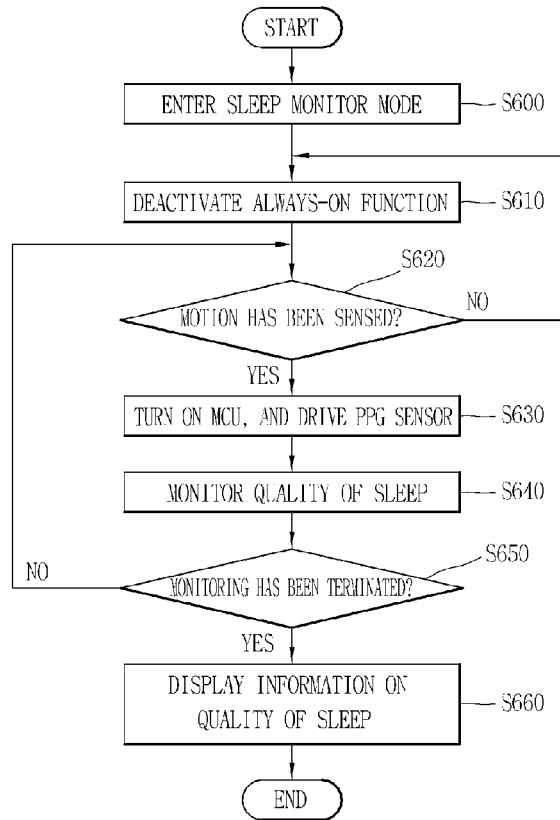 START
ENTER SLEEP MONITOR MODE
S600
DEACTIVATE ALWAYS-ON FUNCTION
S610
S620
MOTION HAS BEEN SENSED?
NO
YES
TURN ON MCU, AND DRIVE PPG SENSOR
S630
MONITOR QUALITY OF SLEEP
S640
S650
MONITORING HAS BEEN TERMINATED?
NO
YES
DISPLAY INFORMATION ON
QUALITY OF SLEEP
S660
END